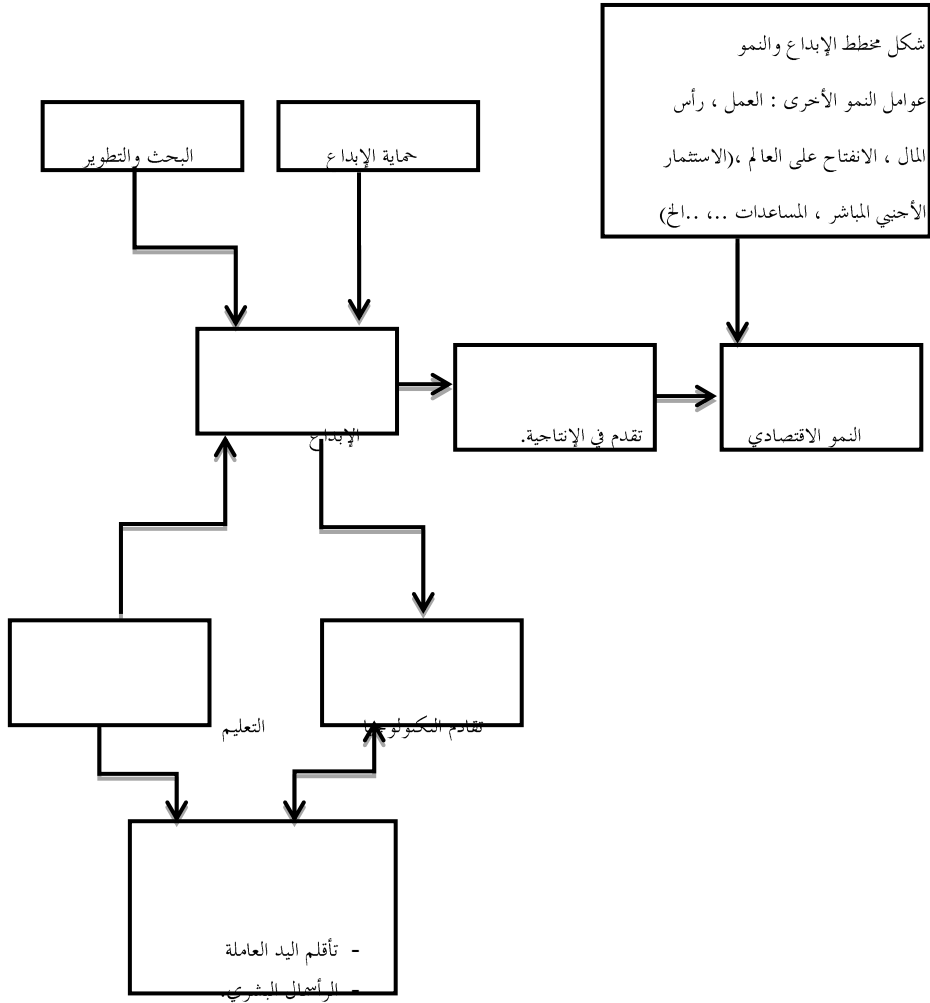 شكل مخطط الإبداع والنمو
عوامل النمو الأخرى : العمل ، رأس
المال ، الانفتاح على العالم ،(الاستثمار
الأجنبي المباشر ، المساعدات ..، ..الخ)
حماية الإبداع
البحث والتطوير
الإبداع
تقدم في الإنتاجية.
النمو الاقتصادي
تقادم التكنولوجيا
التعليم
- تأقلم اليد العاملة
- الرأسمال البشري.